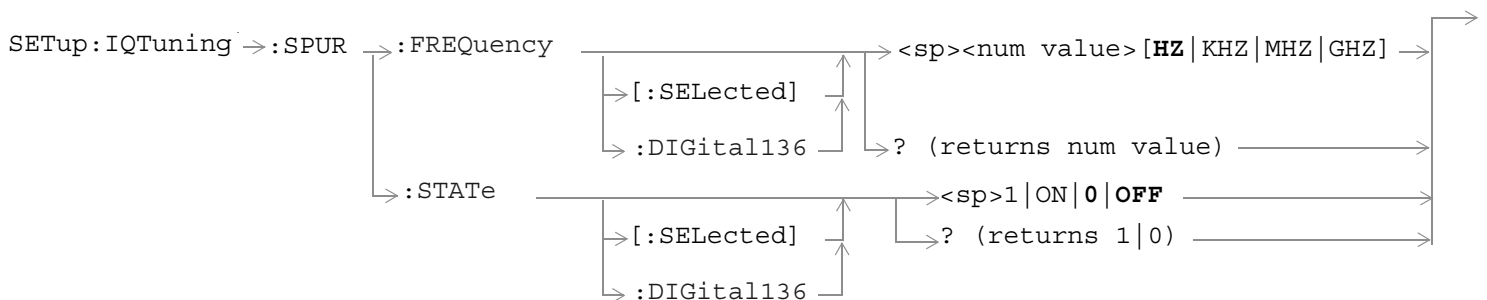 SETup:IQTuning :SPUR :FREQuency <sp><num value>[HZ|KHZ|MHZ|GHZ]
[:SELected]
:DIGital136 ? (returns num value)
:STATe <sp>1|ON|0|OFF
[:SELected] ? (returns 1|0)
:DIGital136